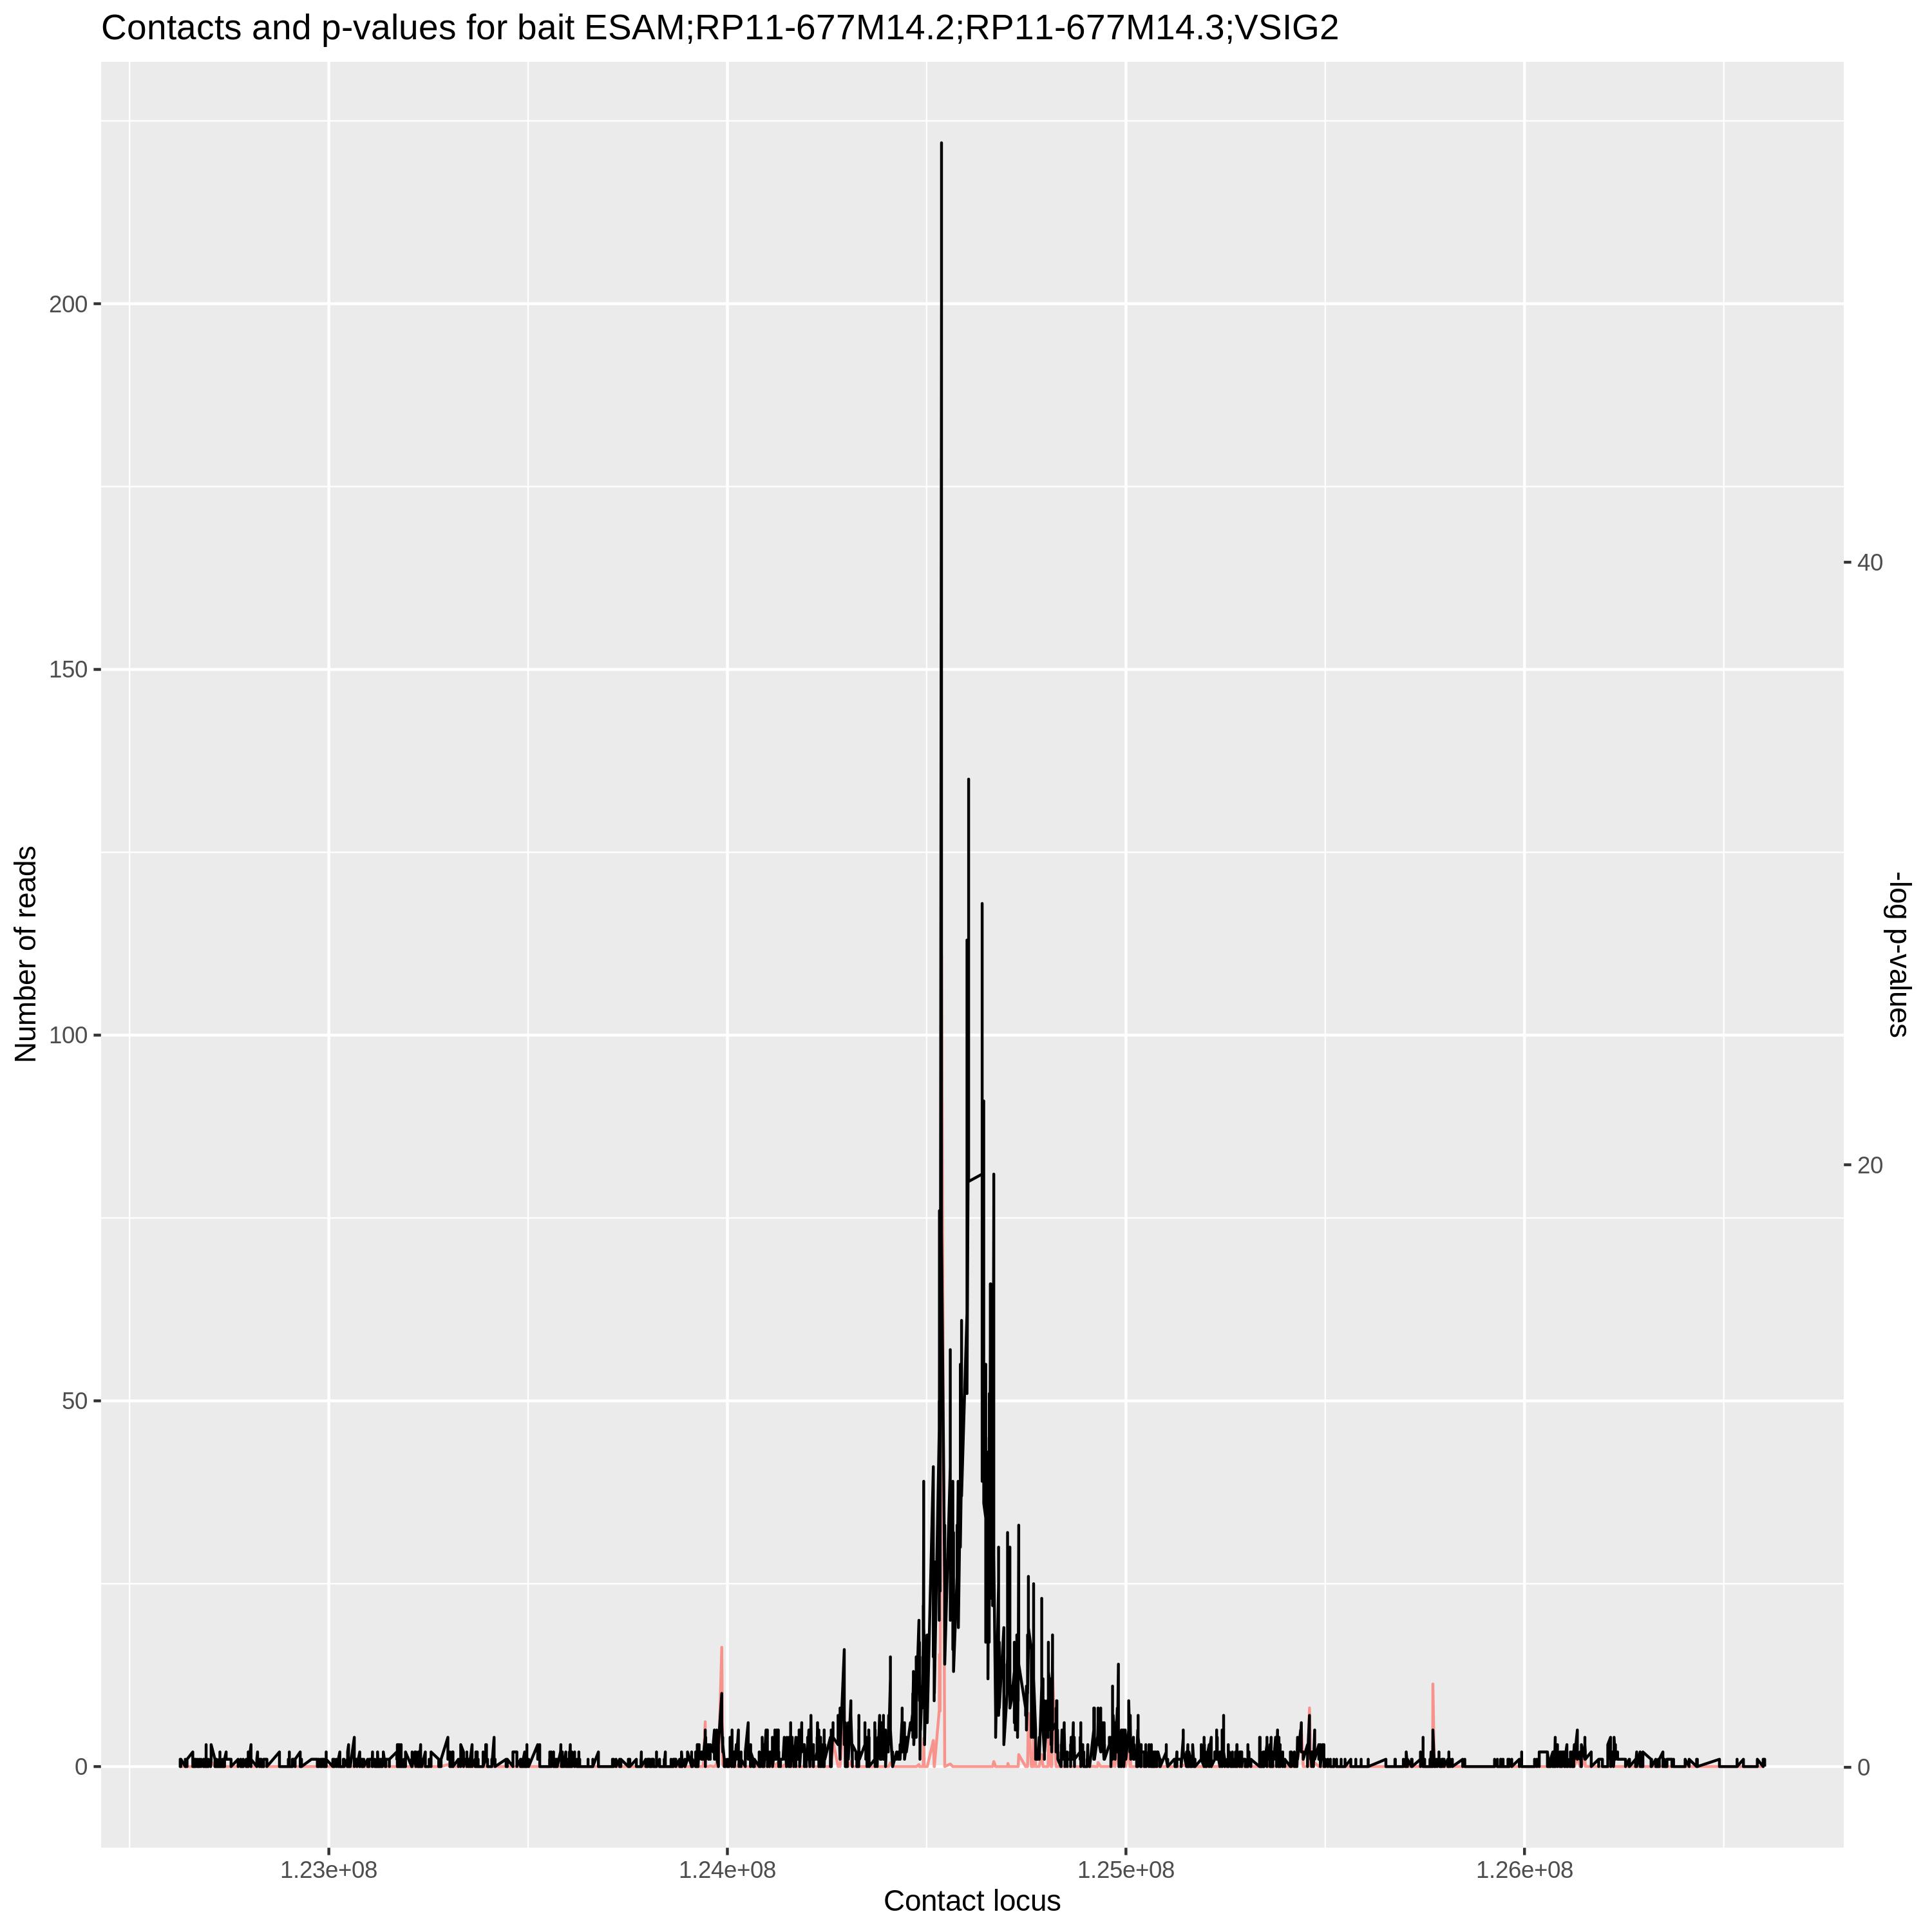 Contacts and p-values for bait ESAM;RP11-677M14.2;RP11-677M14.3;VSIG2
200
150
100
50
0
Number of reads
40
20
0
-log p-values
1.23e+08
1.24e+08
1.25e+08
1.26e+08
Contact locus